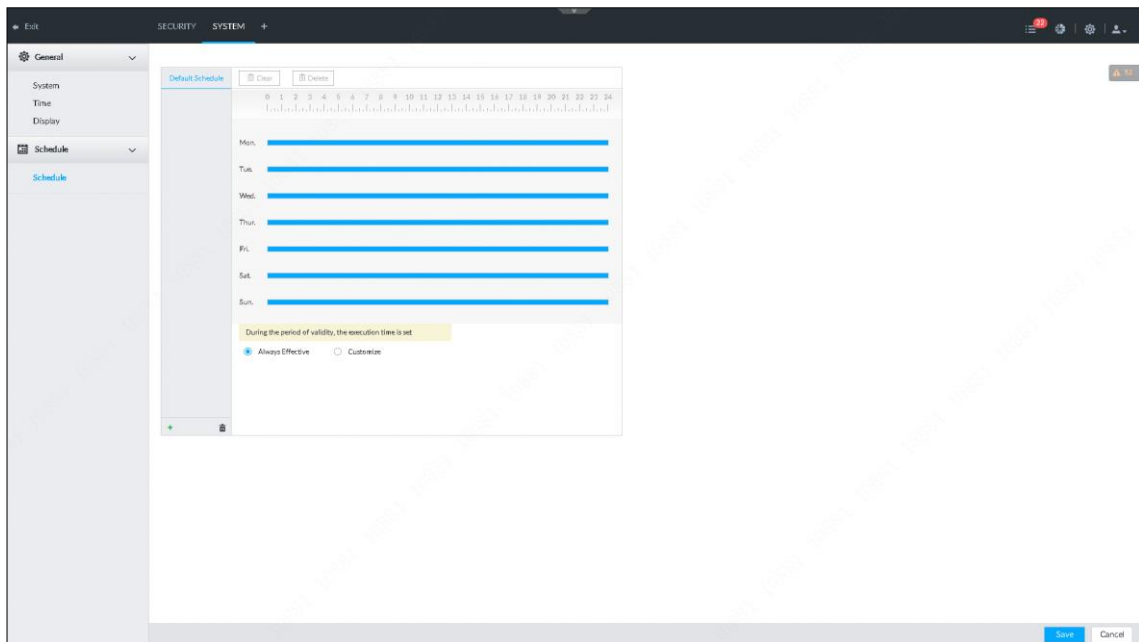 Exit
SECURITY SYSTEM +
22
General
System
Time
Display
Schedule
Schedule
Default Schedule
Clear Delete
0 1 2 3 4 5 6 7 8 9 10 11 12 13 14 15 16 17 18 19 20 21 22 23 24
Mon.
Tue.
Wed.
Thur.
Fri.
Sat.
Sun.
During the period of validity, the execution time is set
Always Effective Customize
+
Save Cancel